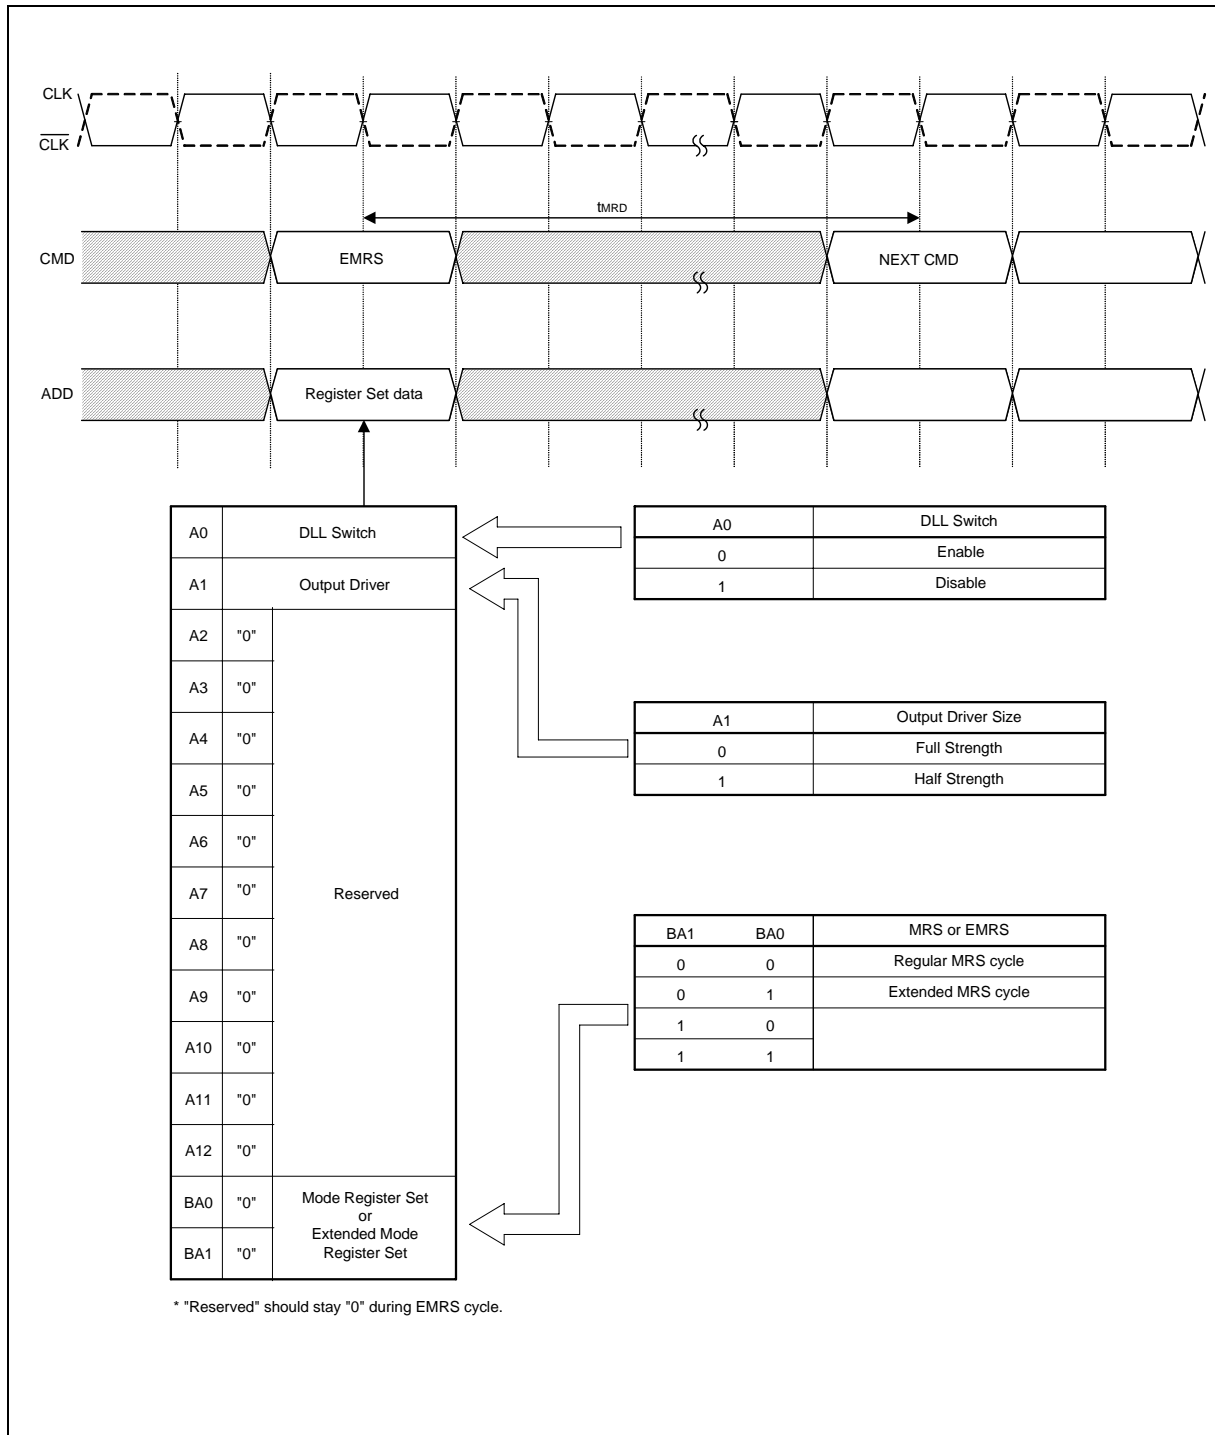 CLK
CLK
tMRD
CMD
EMRS
NEXT CMD
ADD
Register Set data
A0 DLL Switch
A1 Output Driver
A2 "0"
A3 "0"
A4 "0"
A5 "0"
A6 "0"
A7 "0" Reserved
A8 "0"
A9 "0"
A10 "0"
A11 "0"
A12 "0"
BA0 "0" Mode Register Set
or
Extended Mode
BA1 "0" Register Set
A0 DLL Switch
0 Enable
1 Disable
A1 Output Driver Size
0 Full Strength
1 Half Strength
BA1 BA0 MRS or EMRS
0 0 Regular MRS cycle
0 1 Extended MRS cycle
1 0
1 1
* "Reserved" should stay "0" during EMRS cycle.